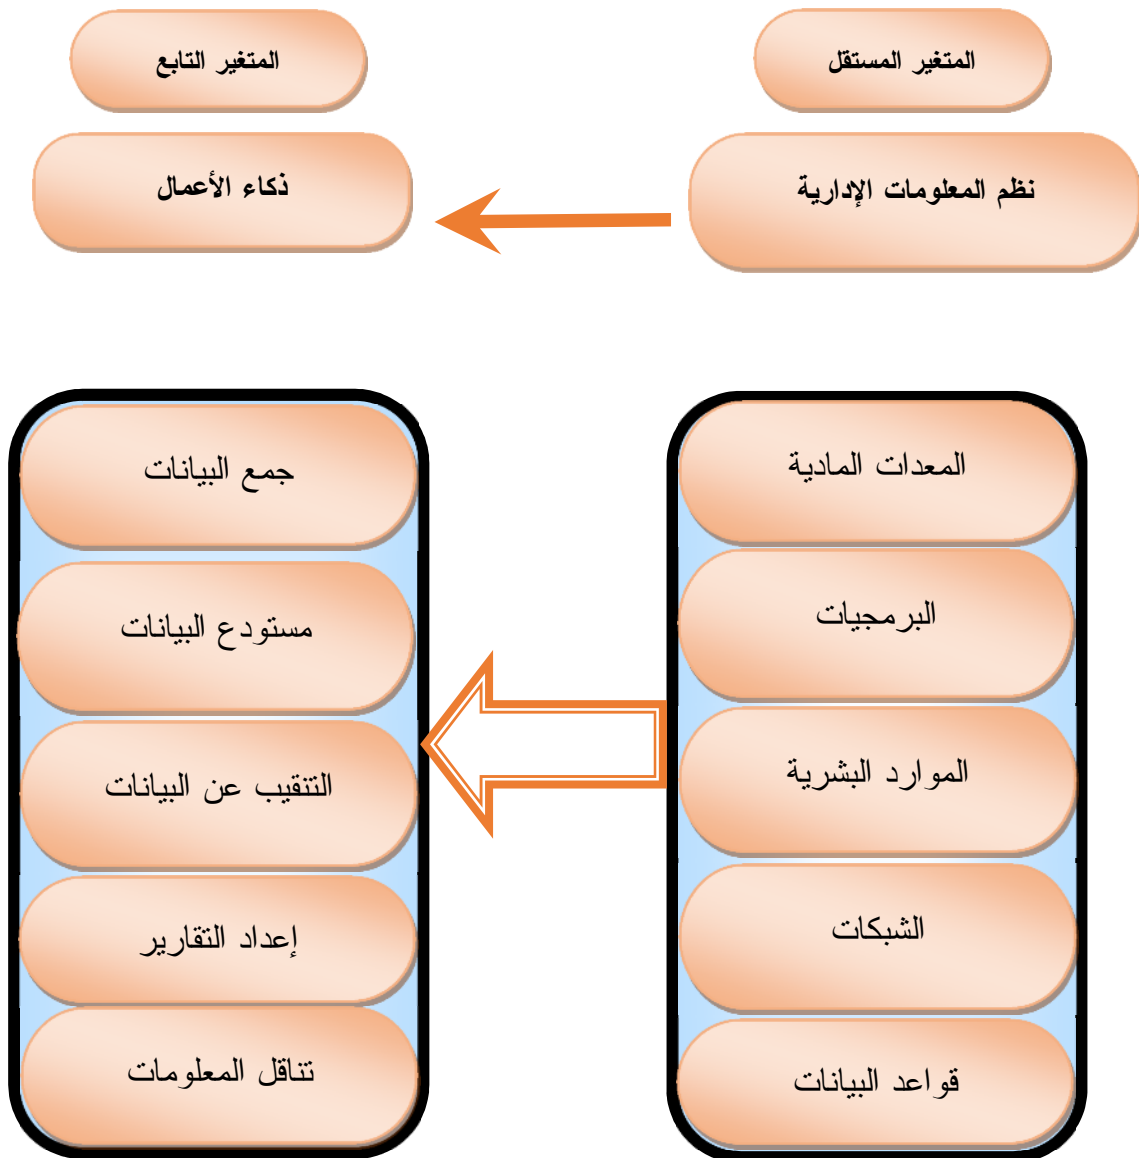 المتغير المستقل
المتغير التابع
نظم المعلومات الإدارية
ذكاء الأعمال
المعدات المادية
البرمجيات
الموارد البشرية
الشبكات
قواعد البيانات
جمع البيانات
مستودع البيانات
التنقيب عن البيانات
إعداد التقارير
تناقل المعلومات